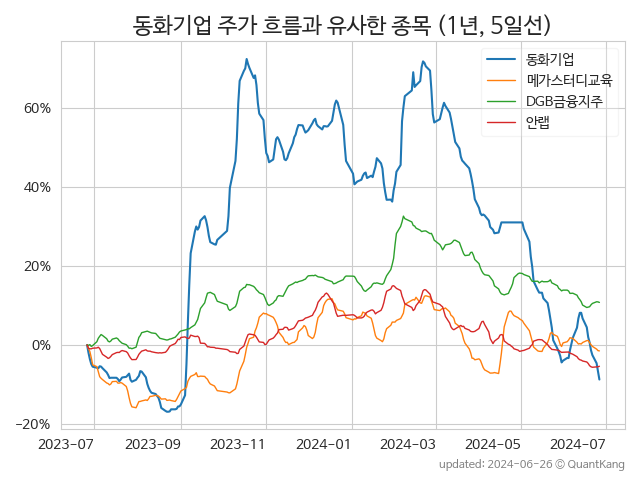 동화기업 주가 흐름과 유사한 종목 (1년, 5일선)
동화기업
메가스터디교육
DGB금융지주
안랩
60%
40%
20%
0%
−20%
2023-07 2023-09 2023-11 2024-01 2024-03 2024-05 2024-07
updated: 2024-06-26 © QuantKang